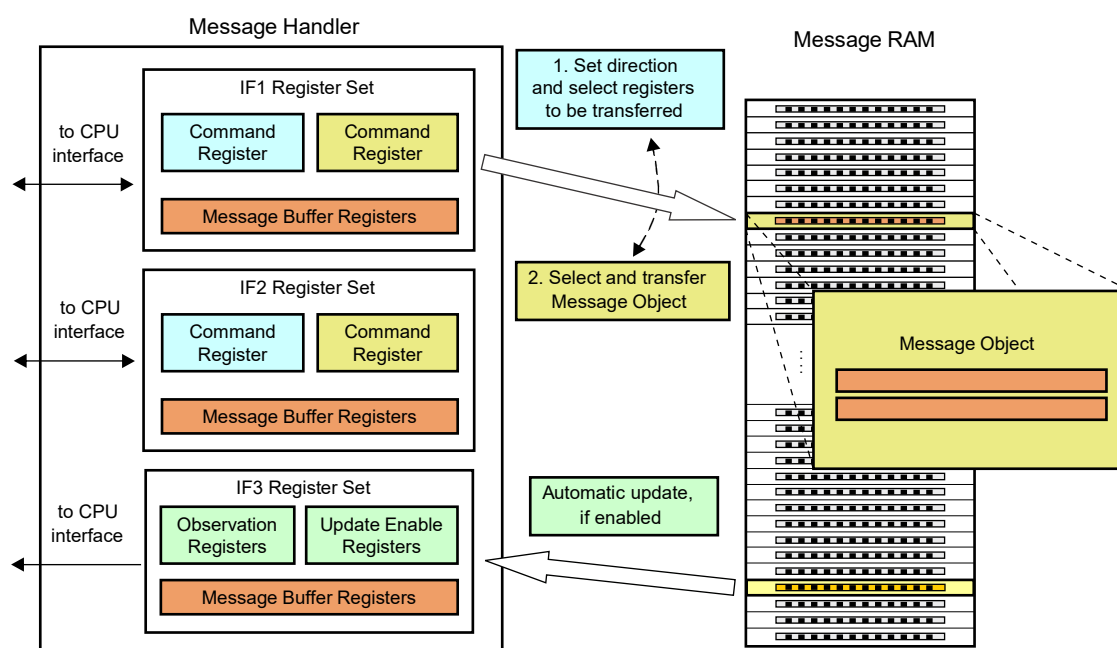 Message Handler
Message RAM
IF1 Register Set
Command
Register
Command
Register
Message Buffer Registers
to CPU
interface
1. Set direction
and select registers
to be transferred
2. Select and transfer
Message Object
IF2 Register Set
Command
Register
Command
Register
Message Buffer Registers
to CPU
interface
Message Object
IF3 Register Set
Observation
Registers
Update Enable
Registers
Message Buffer Registers
to CPU
interface
Automatic update,
if enabled